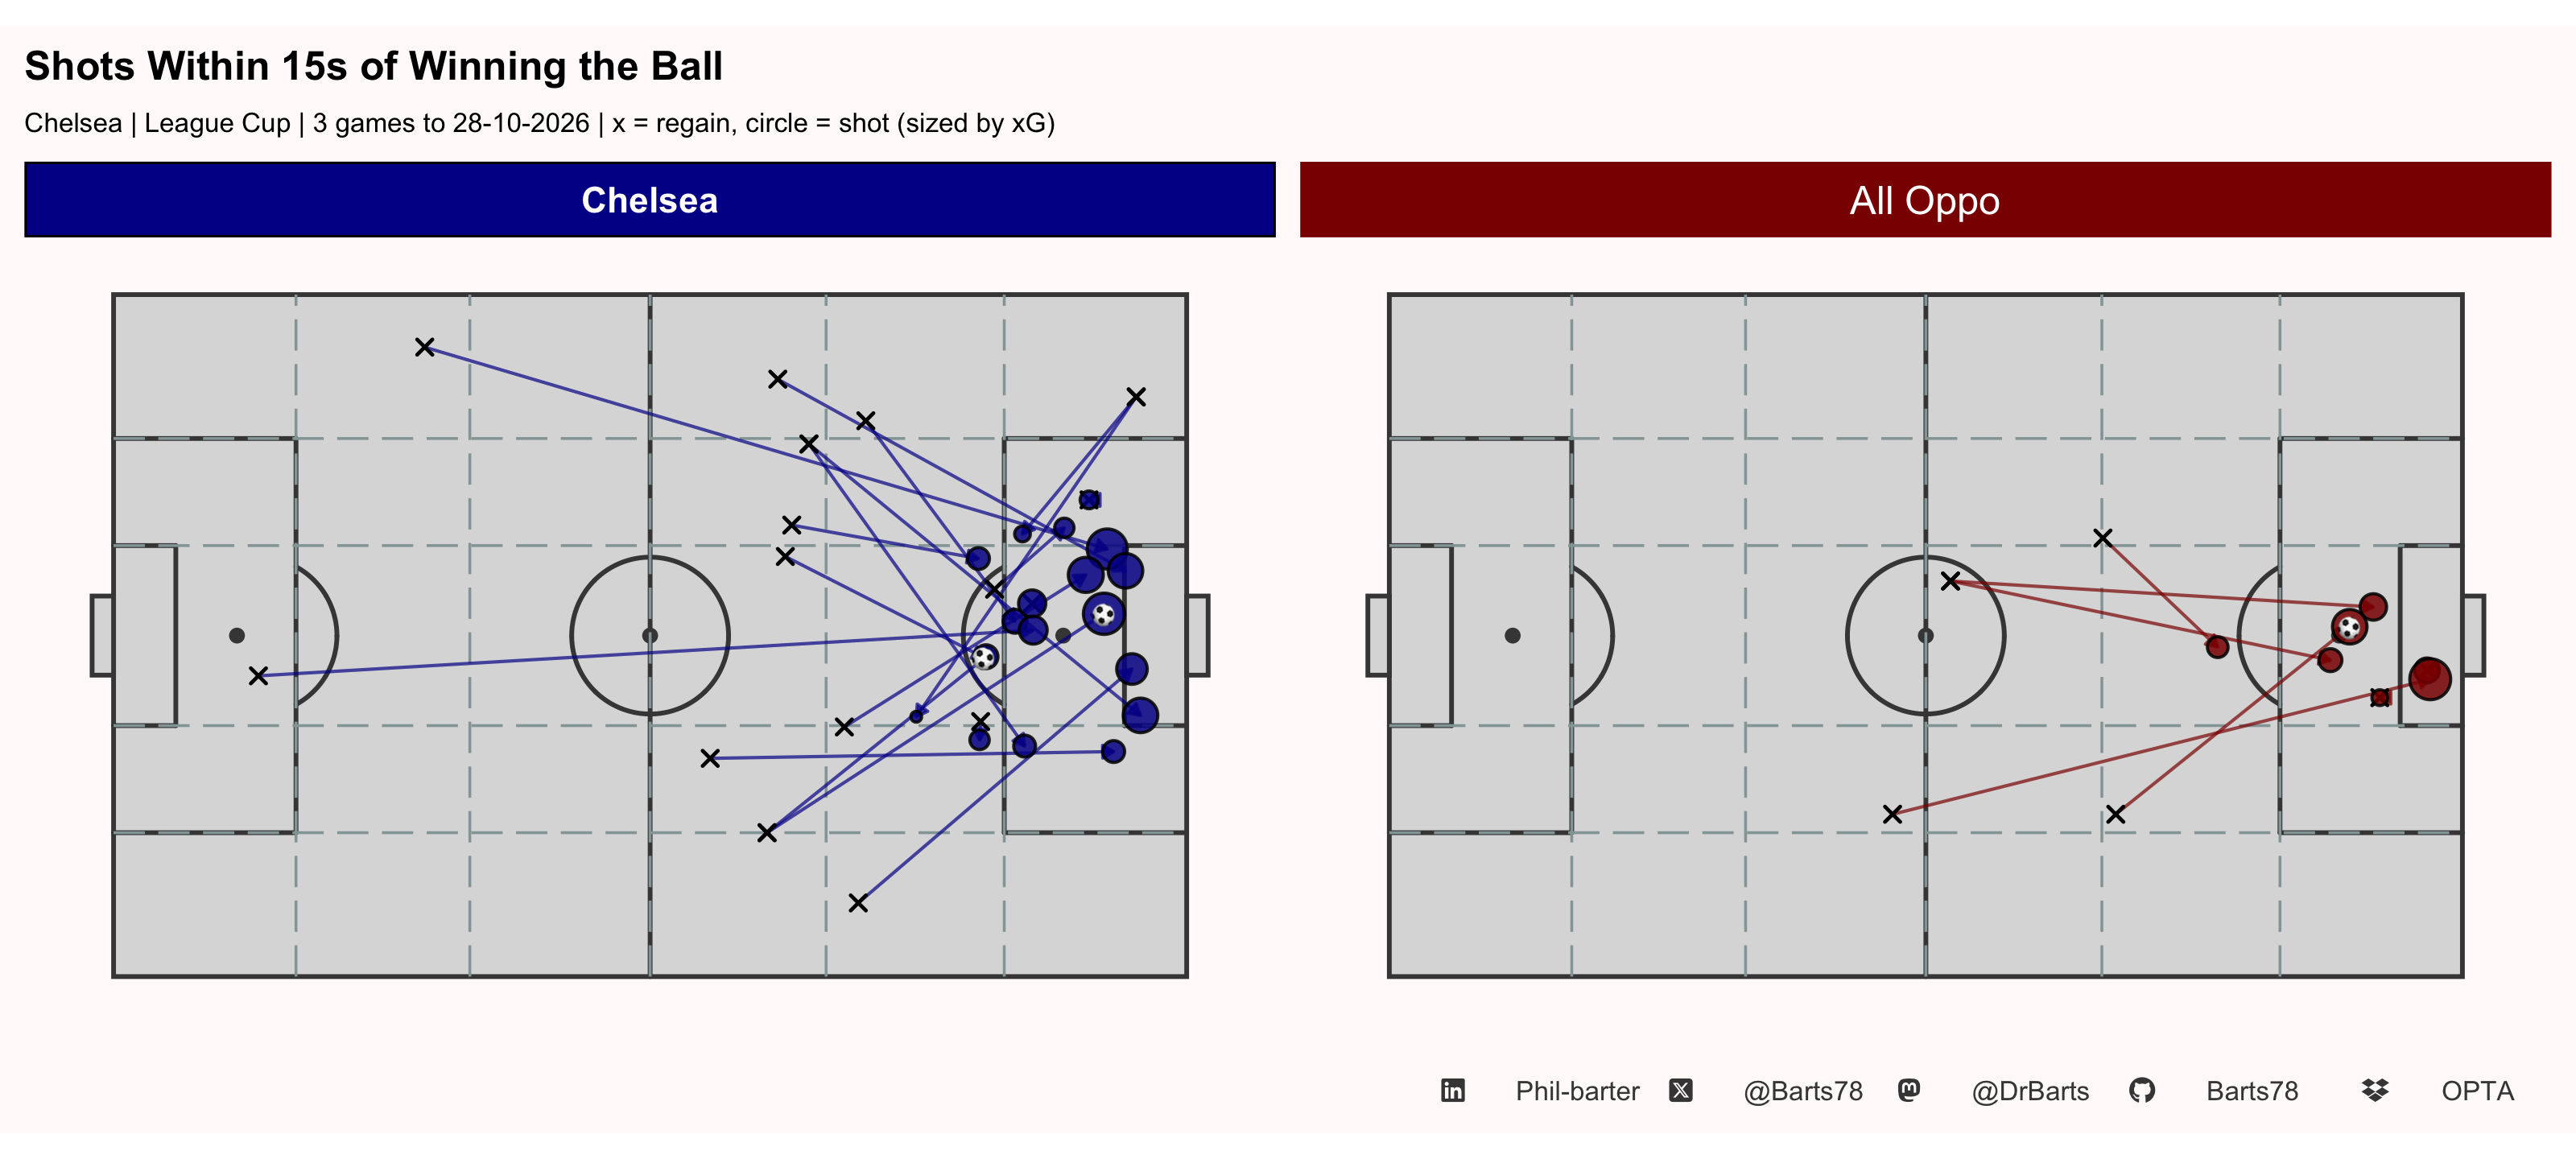 Shots Within 15s of Winning the Ball
Chelsea | League Cup | 3 games to 28-10-2026 | x = regain, circle = shot (sized by xG)
Chelsea
All Oppo
Phil-barter @Barts78 @DrBarts Barts78 OPTA